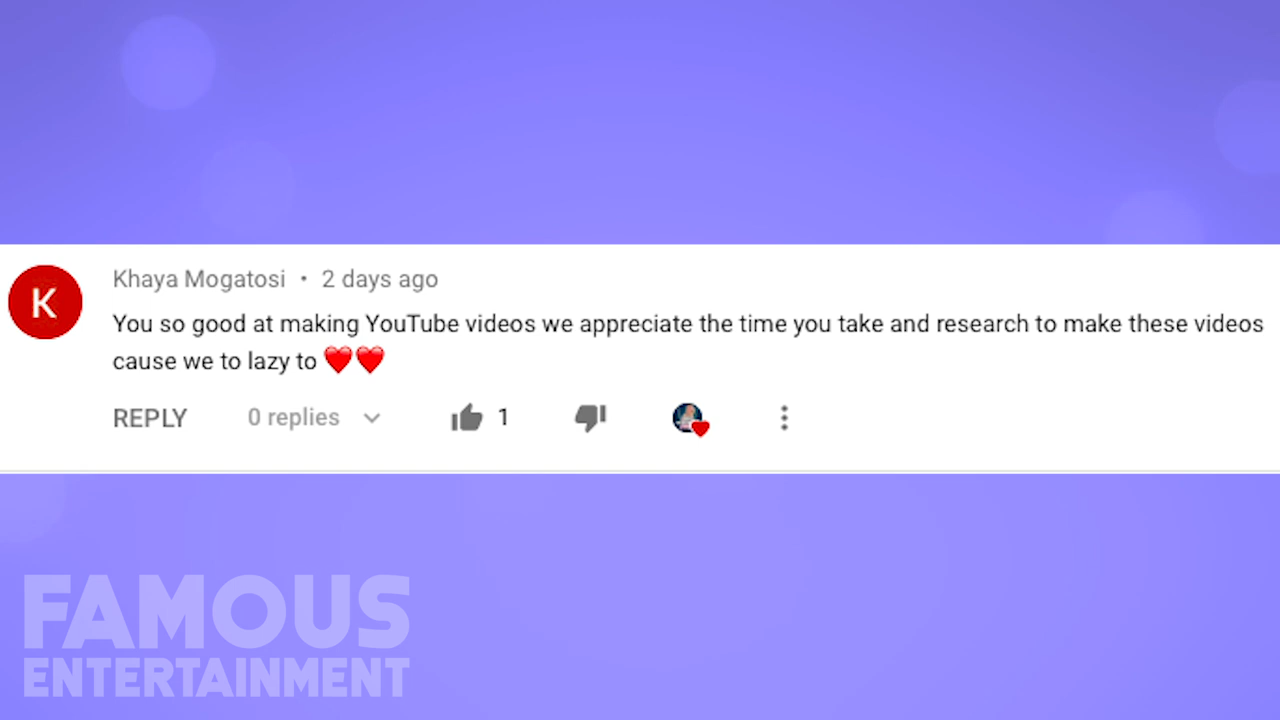 K
Khaya Mogatosi • 2 days ago
You so good at making YouTube videos we appreciate the time you take and research to make these videos
cause we to lazy to ❤️❤️
REPLY 0 replies 1
FAMOUS
ENTERTAINMENT